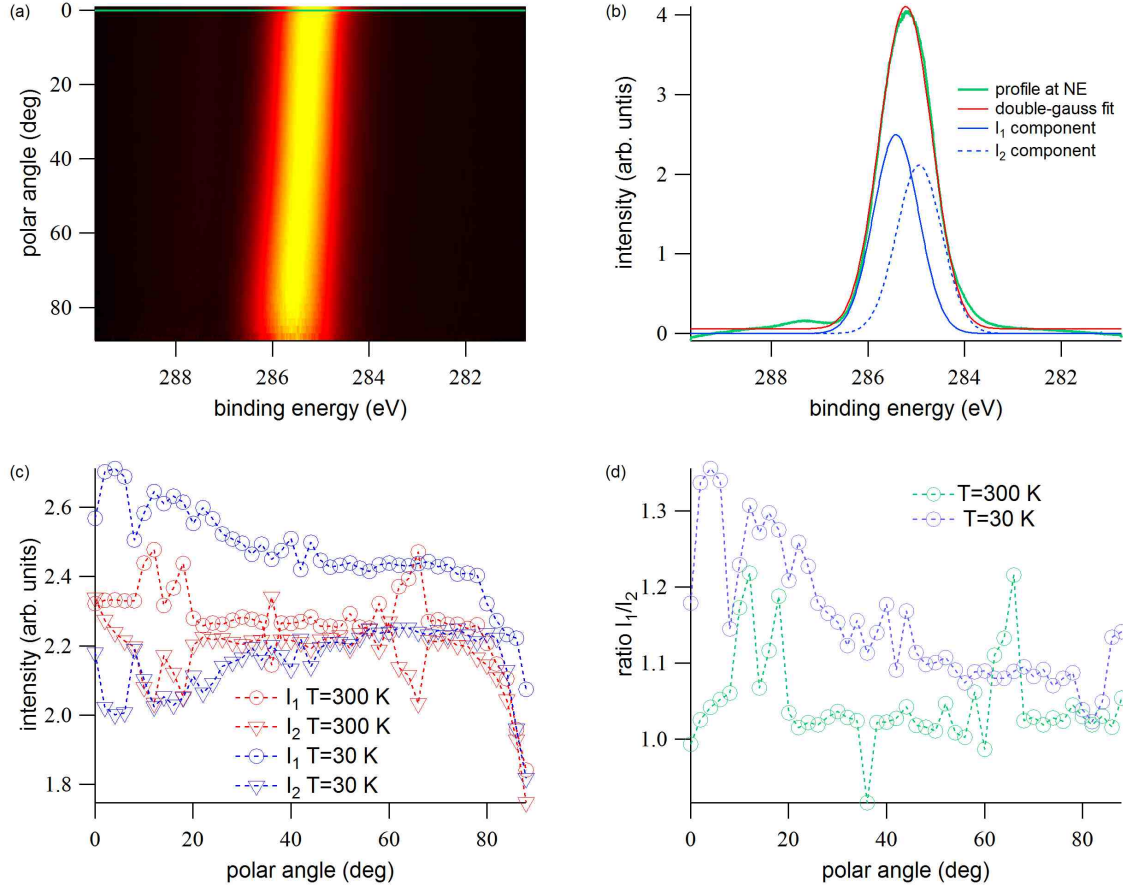 (a)
0
20
40
60
80
polar angle (deg)
288
286
284
282
binding energy (eV)
(b)
4
3
2
1
0
intensity (arb. untis)
profile at NE
double-gauss fit
I1 component
I2 component
288
286
284
282
binding energy (eV)
(c)
2.6
2.4
2.2
2.0
1.8
intensity (arb. units)
I1 T=300 K
I2 T=300 K
I1 T=30 K
I2 T=30 K
0
20
40
60
80
polar angle (deg)
(d)
1.3
1.2
1.1
1.0
ratio I1/I2
T=300 K
T=30 K
0
20
40
60
80
polar angle (deg)